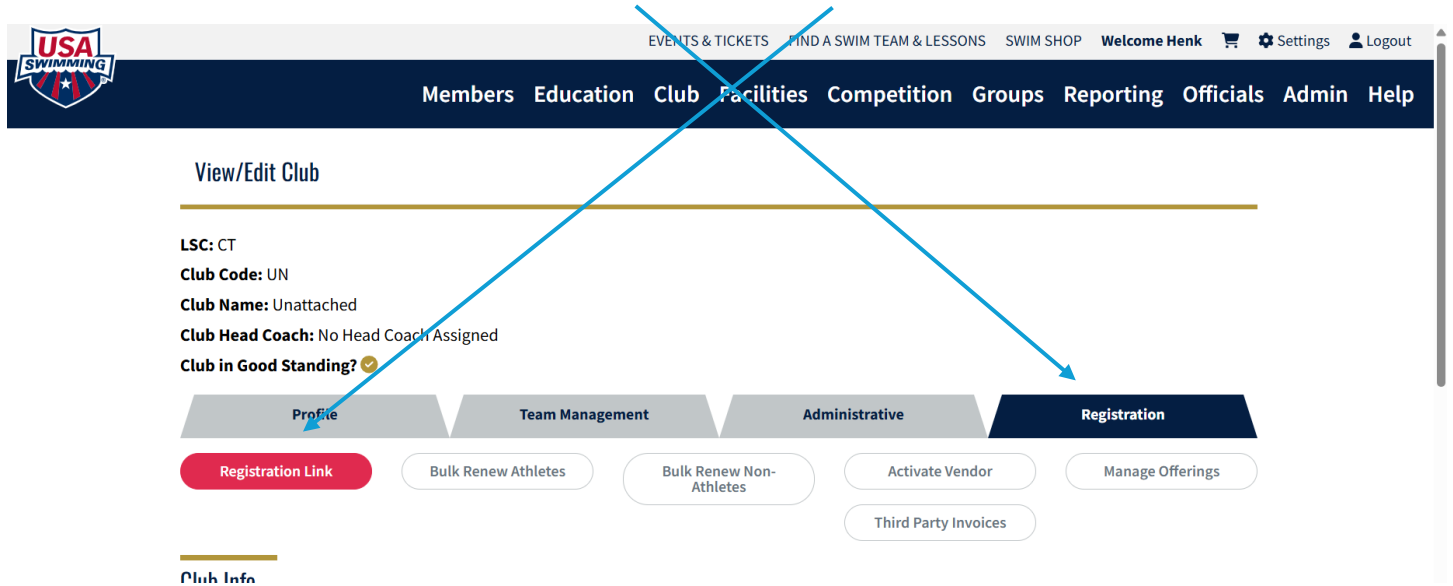 USA
SWIMMING
EVENTS & TICKETS FIND A SWIM TEAM & LESSONS SWIM SHOP Welcome Henk Settings Logout
Members Education Club Facilities Competition Groups Reporting Officials Admin Help
View/Edit Club
LSC: CT
Club Code: UN
Club Name: Unattached
Club Head Coach: No Head Coach Assigned
Club in Good Standing?
Profile Team Management Administrative Registration
Registration Link Bulk Renew Athletes Bulk Renew Non-
Athletes Activate Vendor Manage Offerings
Third Party Invoices
Club Info